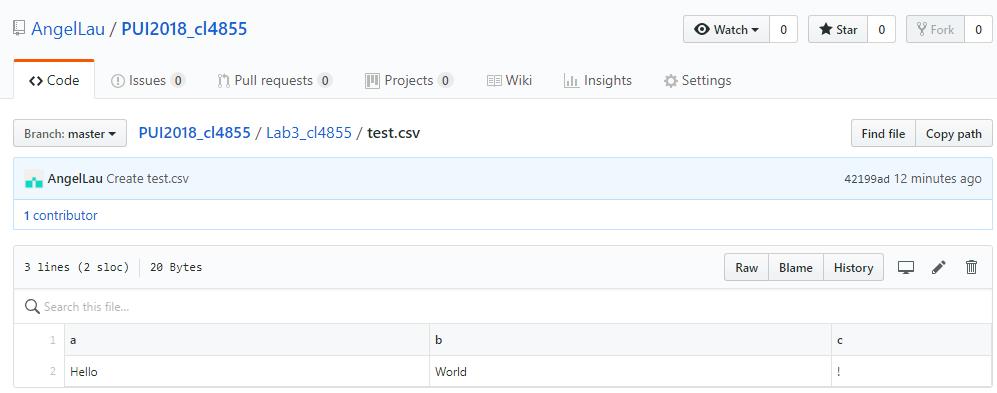 AngelLau / PUI2018_cl4855
Watch 0 Star 0 Fork 0
Code Issues 0 Pull requests 0 Projects 0 Wiki Insights Settings
Branch: master PUI2018_cl4855 / Lab3_cl4855 / test.csv Find file Copy path
AngelLau Create test.csv 42199ad 12 minutes ago
1 contributor
3 lines (2 sloc) 20 Bytes Raw Blame History
Search this file...
1 a b c
2 Hello World !